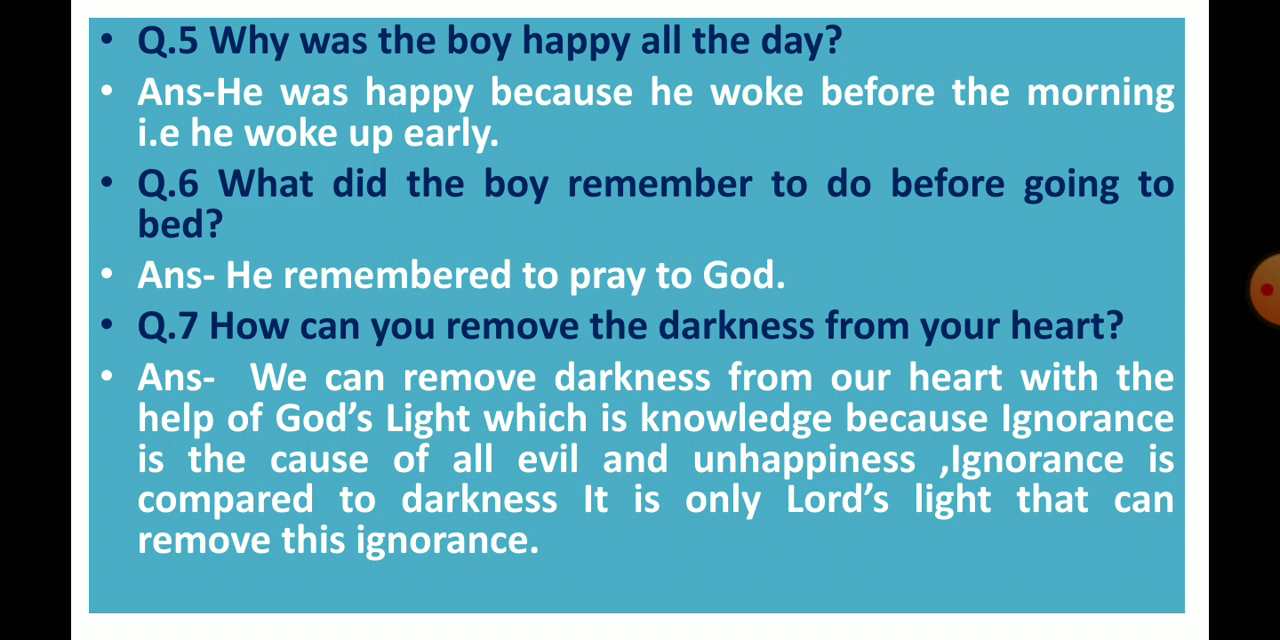 • Q.5 Why was the boy happy all the day?
• Ans-He was happy because he woke before the morning
i.e he woke up early.
• Q.6 What did the boy remember to do before going to
bed?
• Ans- He remembered to pray to God.
• Q.7 How can you remove the darkness from your heart?
• Ans- We can remove darkness from our heart with the
help of God’s Light which is knowledge because Ignorance
is the cause of all evil and unhappiness ,Ignorance is
compared to darkness It is only Lord’s light that can
remove this ignorance.